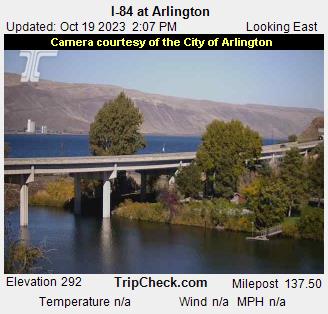 I-84 at Arlington
Updated: Oct 19 2023 2:07 PM Looking East
Camera courtesy of the City of Arlington
Elevation 292 TripCheck.com Milepost 137.50
Temperature n/a Wind n/a MPH n/a